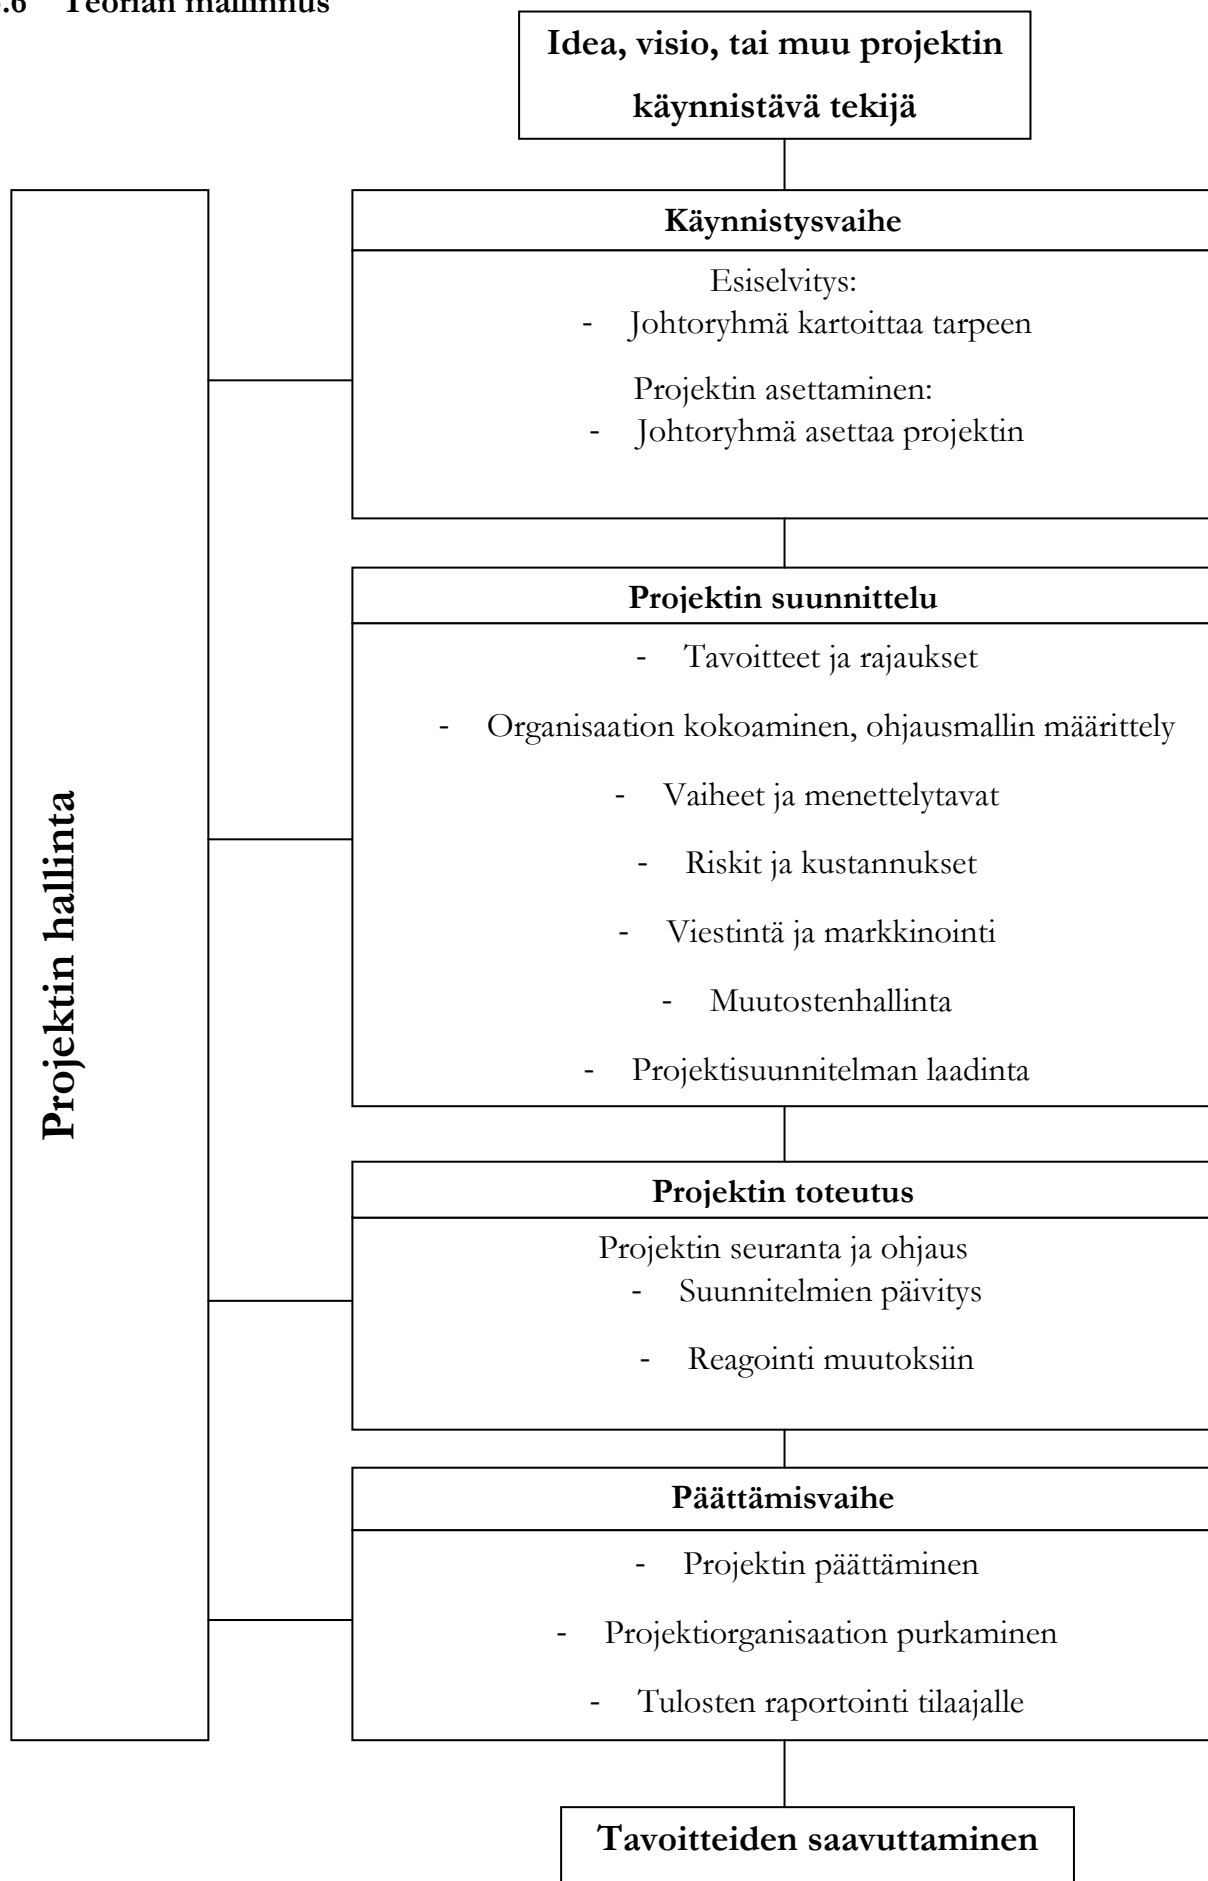 .6 Teorian mallinnus
Idea, visio, tai muu projektin
käynnistävä tekijä
Projektin hallinta
Käynnistysvaihe
Esiselvitys:
- Johtoryhmä kartoittaa tarpeen
Projektin asettaminen:
- Johtoryhmä asettaa projektin
Projektin suunnittelu
- Tavoitteet ja rajaukset
- Organisaation kokoaminen, ohjausmallin määrittely
- Vaiheet ja menettelytavat
- Riskit ja kustannukset
- Viestintä ja markkinointi
- Muutostenhallinta
- Projektisuunnitelman laadinta
Projektin toteutus
Projektin seuranta ja ohjaus
- Suunnitelmien päivitys
- Reagointi muutoksiin
Päättämisvaihe
- Projektin päättäminen
- Projektiorganisaation purkaminen
- Tulosten raportointi tilaajalle
Tavoitteiden saavuttaminen